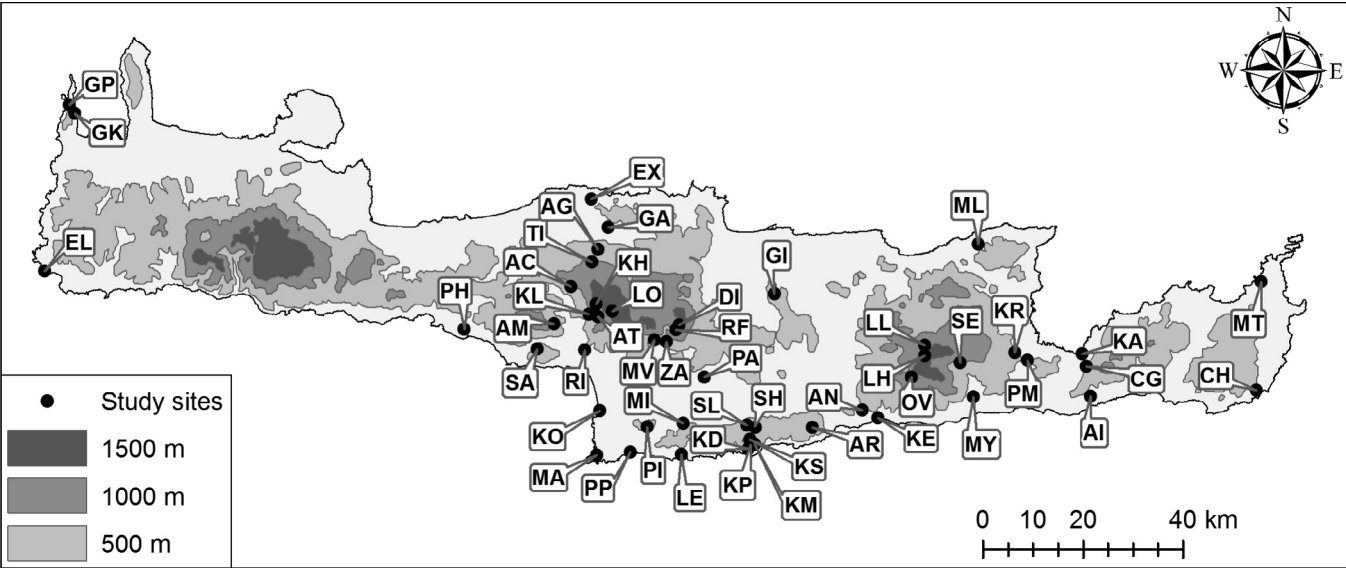 N
W E
S
GP
GK
EL
EX
AG
GA
TI
AC
KH
KL
LO
PH
AM
AT
DI
RF
SA
RI
MV
ZA
PA
GI
ML
LL
SE
KR
LH
OV
PM
KA
CG
MT
CH
MI
SL
SH
AN
KO
KD
AR
KE
MY
AI
MA
PP
PI
LE
KP
KS
KM
Study sites
1500 m
1000 m
500 m
0 10 20 40 km